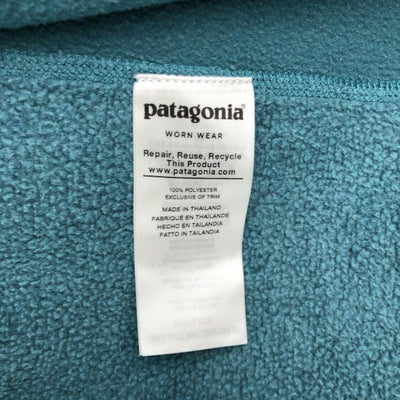 patagonia®
WORN WEAR
Repair, Reuse, Recycle
This Product
www.patagonia.com
100% POLYESTER
EXCLUSIVE OF TRIM
MADE IN THAILAND
FABRIQUÉ EN THAÏLANDE
HECHO EN TAILANDIA
FATTO IN TAILANDIA